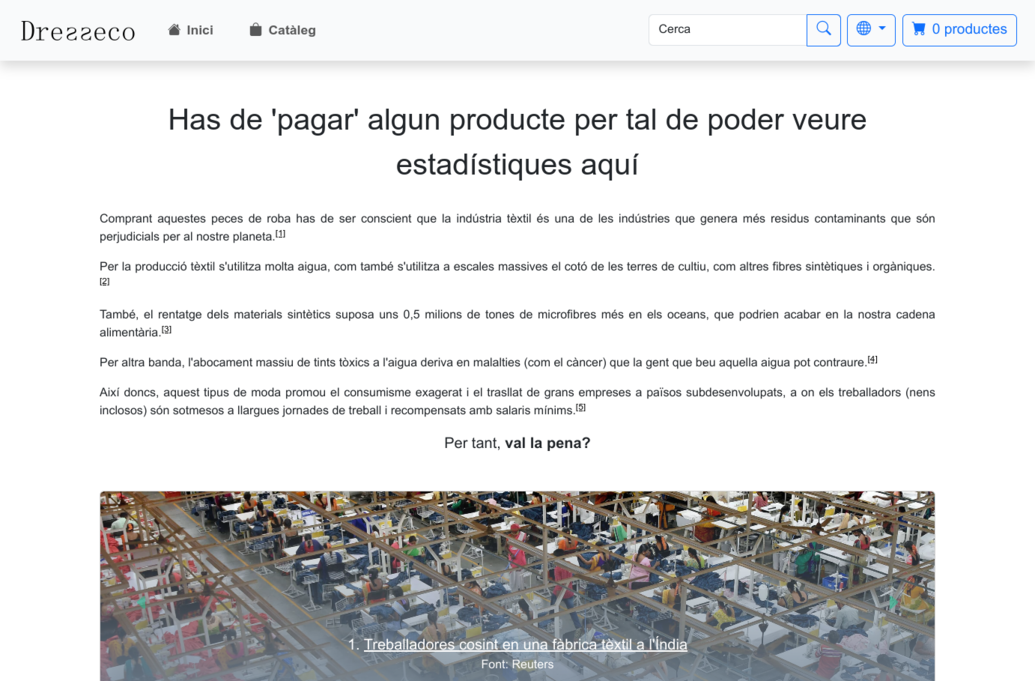 Dresseco
Inici
Catàleg
Cerca
0 productes
Has de 'pagar' algun producte per tal de poder veure
estadístiques aquí
Comprant aquestes peces de roba has de ser conscient que la indústria tèxtil és una de les indústries que genera més residus contaminants que són
perjudicials per al nostre planeta.[1]
Per la producció tèxtil s'utilitza molta aigua, com també s'utilitza a escales massives el cotó de les terres de cultiu, com altres fibres sintètiques i orgàniques.
[2]
També, el rentatge dels materials sintètics suposa uns 0,5 milions de tones de microfibres més en els oceans, que podrien acabar en la nostra cadena
alimentària.[3]
Per altra banda, l'abocament massiu de tints tòxics a l'aigua deriva en malalties (com el càncer) que la gent que beu aquella aigua pot contraure.[4]
Així doncs, aquest tipus de moda promou el consumisme exagerat i el trasllat de grans empreses a països subdesenvolupats, a on els treballadors (nens
inclosos) són sotmesos a llargues jornades de treball i recompensats amb salaris mínims.[5]
Per tant, val la pena?
1. Treballadores cosint en una fàbrica tèxtil a l'Índia
Font: Reuters